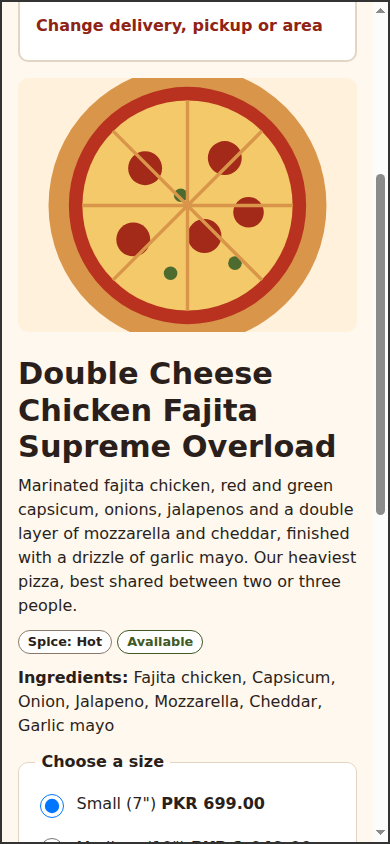 Change delivery, pickup or area
Double Cheese
Chicken Fajita
Supreme Overload
Marinated fajita chicken, red and green
capsicum, onions, jalapenos and a double
layer of mozzarella and cheddar, finished
with a drizzle of garlic mayo. Our heaviest
pizza, best shared between two or three
people.
Spice: Hot Available
Ingredients: Fajita chicken, Capsicum,
Onion, Jalapeno, Mozzarella, Cheddar,
Garlic mayo
Choose a size
Small (7") PKR 699.00